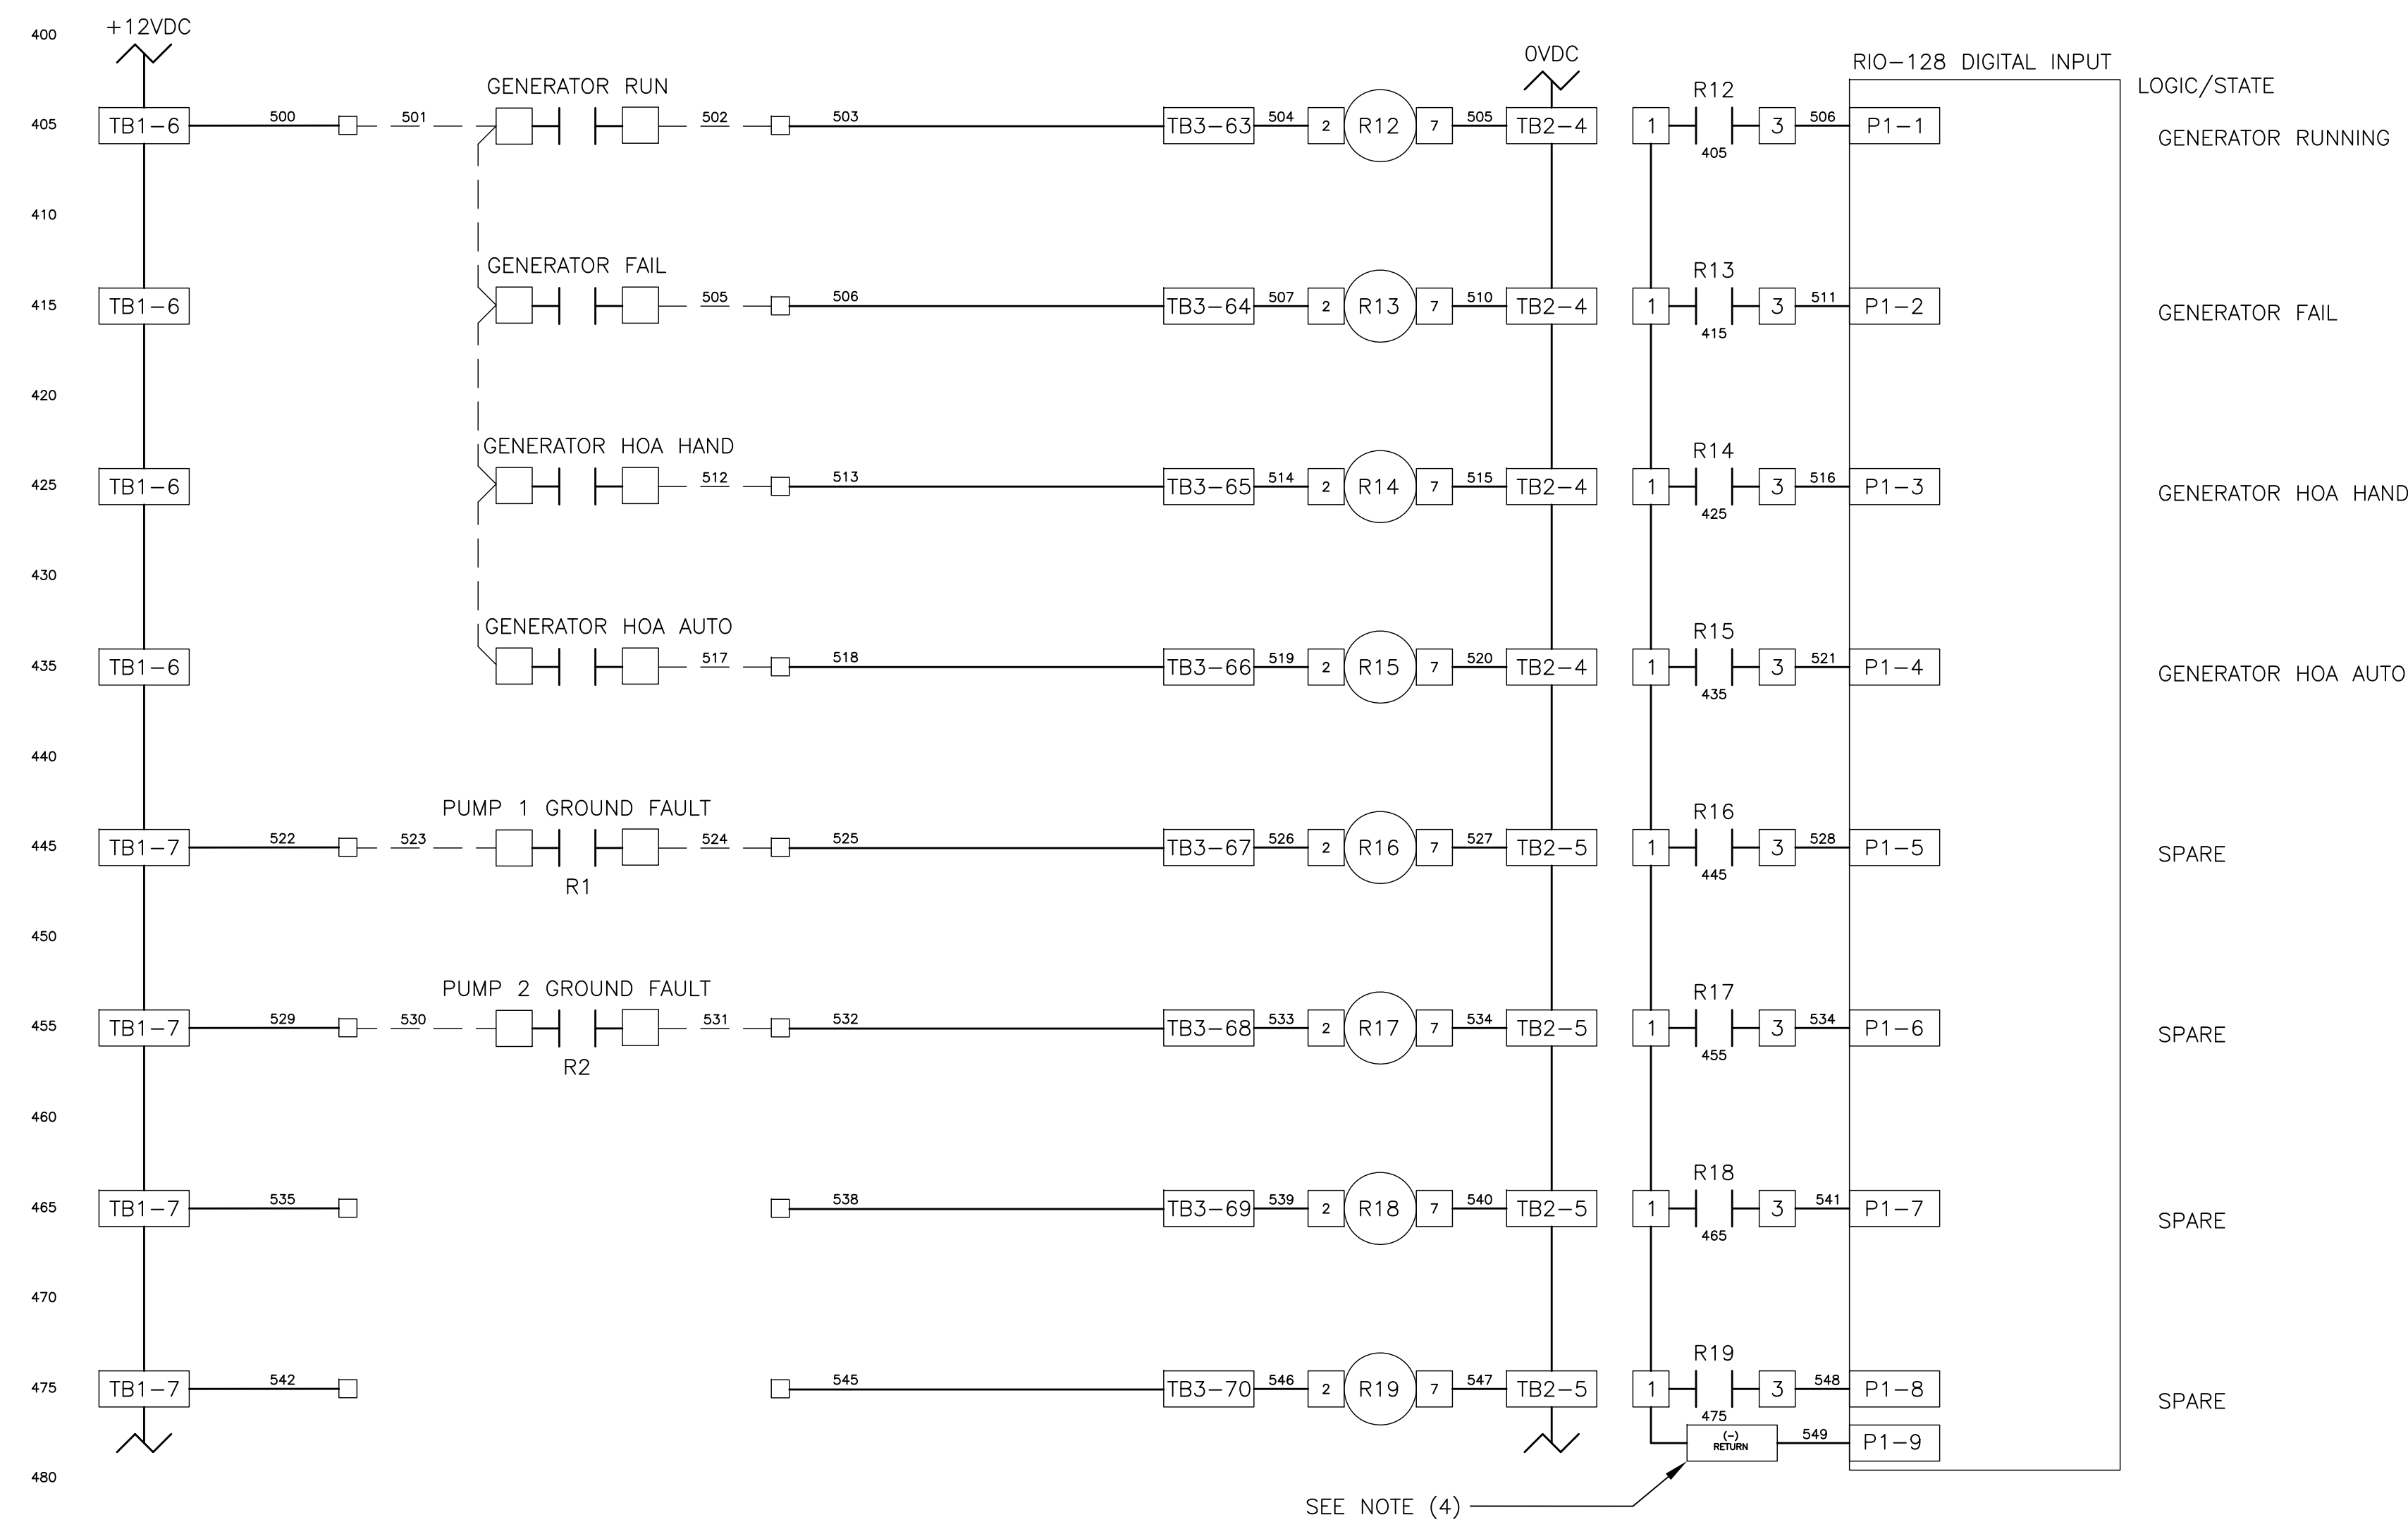 400
+12VDC
0VDC
RIO-128 DIGITAL INPUT
LOGIC/STATE
GENERATOR RUN
R12
405 TB1-6 500 501 502 503 TB3-63 504 2 R12 7 505 TB2-4 1 3 506 P1-1
GENERATOR RUNNING
405
410
GENERATOR FAIL
R13
415 TB1-6 505 506 TB3-64 507 2 R13 7 510 TB2-4 1 3 511 P1-2
GENERATOR FAIL
415
420
GENERATOR HOA HAND
R14
425 TB1-6 512 513 TB3-65 514 2 R14 7 515 TB2-4 1 3 516 P1-3
GENERATOR HOA HAND
425
430
GENERATOR HOA AUTO
R15
435 TB1-6 517 518 TB3-66 519 2 R15 7 520 TB2-4 1 3 521 P1-4
GENERATOR HOA AUTO
435
440
PUMP 1 GROUND FAULT
R16
445 TB1-7 522 523 524 525 TB3-67 526 2 R16 7 527 TB2-5 1 3 528 P1-5
SPARE
R1
445
450
PUMP 2 GROUND FAULT
R17
455 TB1-7 529 530 531 532 TB3-68 533 2 R17 7 534 TB2-5 1 3 534 P1-6
SPARE
R2
455
460
R18
465 TB1-7 535 538 TB3-69 539 2 R18 7 540 TB2-5 1 3 541 P1-7
SPARE
465
470
R19
475 TB1-7 542 545 TB3-70 546 2 R19 7 547 TB2-5 1 3 548 P1-8
SPARE
475
(-)
RETURN
549 P1-9
480
SEE NOTE (4)